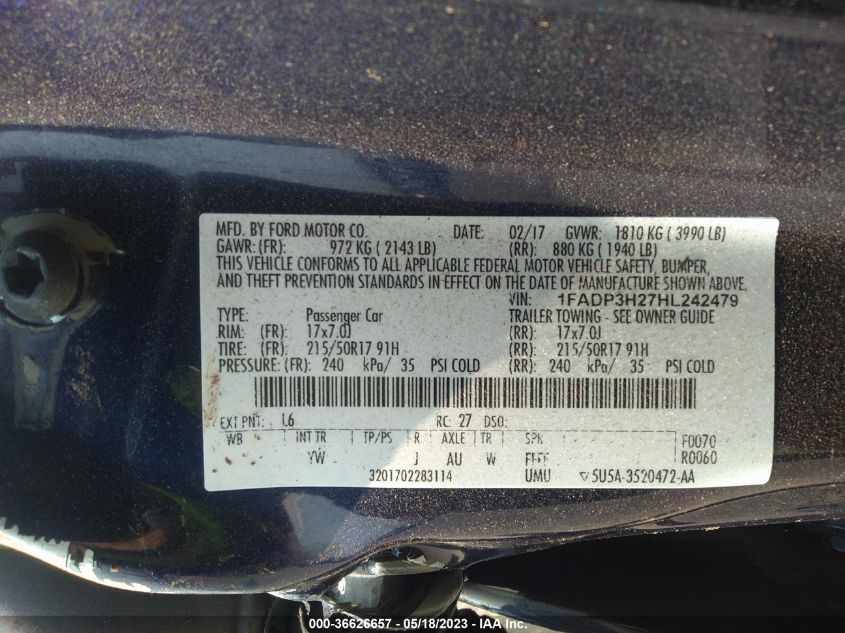 MFD. BY FORD MOTOR CO. DATE: 02/17 GVWR: 1810 KG ( 3990 LB)
GAWR: (FR) 972 KG ( 2143 LB) (RR): 880 KG ( 1940 LB)
THIS VEHICLE CONFORMS TO ALL APPLICABLE FEDERAL MOTOR VEHICLE SAFETY, BUMPER,
AND THEFT PREVENTION STANDARDS IN EFFECT ON THE DATE OF MANUFACTURE SHOWN ABOVE.
VIN: 1FADP3H27HL242479
TYPE: Passenger Car TRAILER TOWING - SEE OWNER GUIDE
RIM: (FR) 17x7.0J (RR): 17x7.0J
TIRE: (FR): 215/50R17 91H (RR): 215/50R17 91H
PRESSURE: (FR): 240 kPa/ 35 PSI COLD (RR): 240 kPa/ 35 PSI COLD
EXT PNT: L6 RC: 27 DSO:
WB INT TR TP/PS R AXLE TR SPR F0070
YW J AU W FFFF R0060
3201702283114 UMU ▽5U5A-3520472-AA
000-36626657 - 05/18/2023 - IAA Inc.